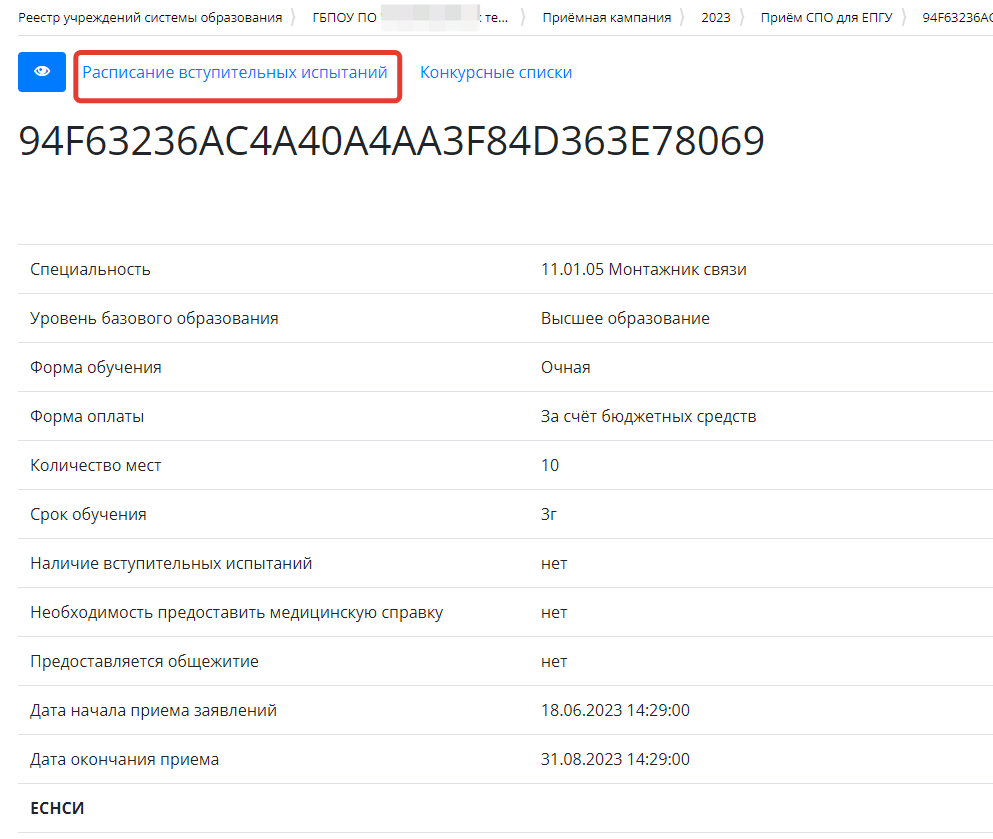 Реестр учреждений системы образования ⟩ ГБПОУ ПО те... ⟩ Приёмная кампания ⟩ 2023 ⟩ Приём СПО для ЕПГУ ⟩ 94F63236AC
Расписание вступительных испытаний Конкурсные списки
94F63236AC4A40A4AA3F84D363E78069
Специальность 11.01.05 Монтажник связи
Уровень базового образования Высшее образование
Форма обучения Очная
Форма оплаты За счёт бюджетных средств
Количество мест 10
Срок обучения 3г
Наличие вступительных испытаний нет
Необходимость предоставить медицинскую справку нет
Предоставляется общежитие нет
Дата начала приема заявлений 18.06.2023 14:29:00
Дата окончания приема 31.08.2023 14:29:00
ЕСНСИ